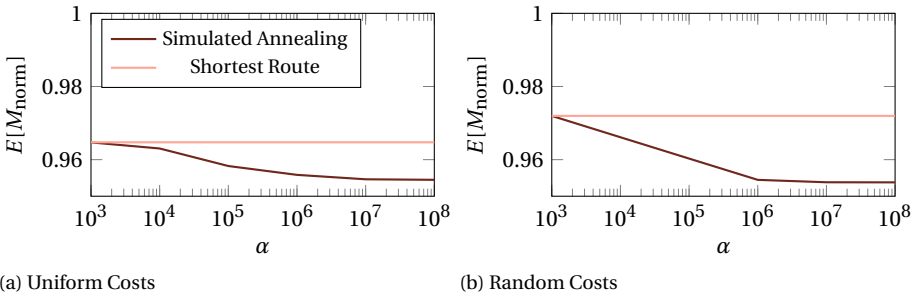 1
0.98
0.96
E[M_norm]
Simulated Annealing
Shortest Route
10^3 10^4 10^5 10^6 10^7 10^8
α
(a) Uniform Costs
1
0.98
0.96
E[M_norm]
10^3 10^4 10^5 10^6 10^7 10^8
α
(b) Random Costs